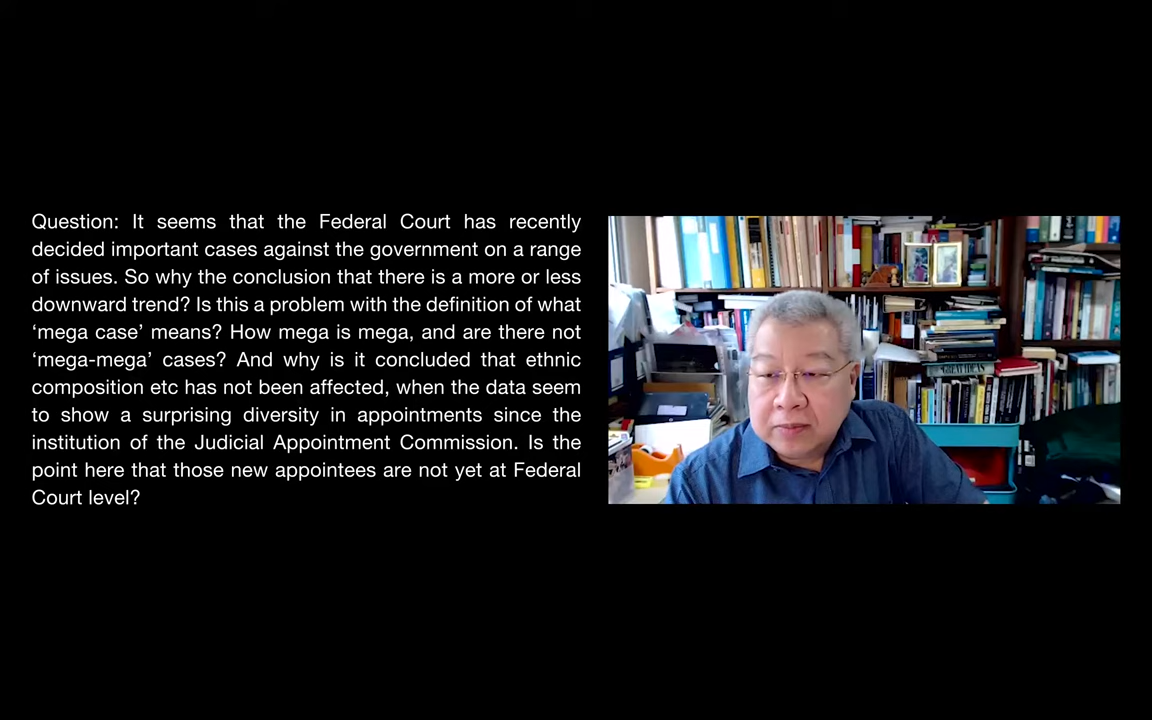 Question: It seems that the Federal Court has recently
decided important cases against the government on a range
of issues. So why the conclusion that there is a more or less
downward trend? Is this a problem with the definition of what
‘mega case’ means? How mega is mega, and are there not
‘mega-mega’ cases? And why is it concluded that ethnic
composition etc has not been affected, when the data seem
to show a surprising diversity in appointments since the
institution of the Judicial Appointment Commission. Is the
point here that those new appointees are not yet at Federal
Court level?
GREAT IDEAS